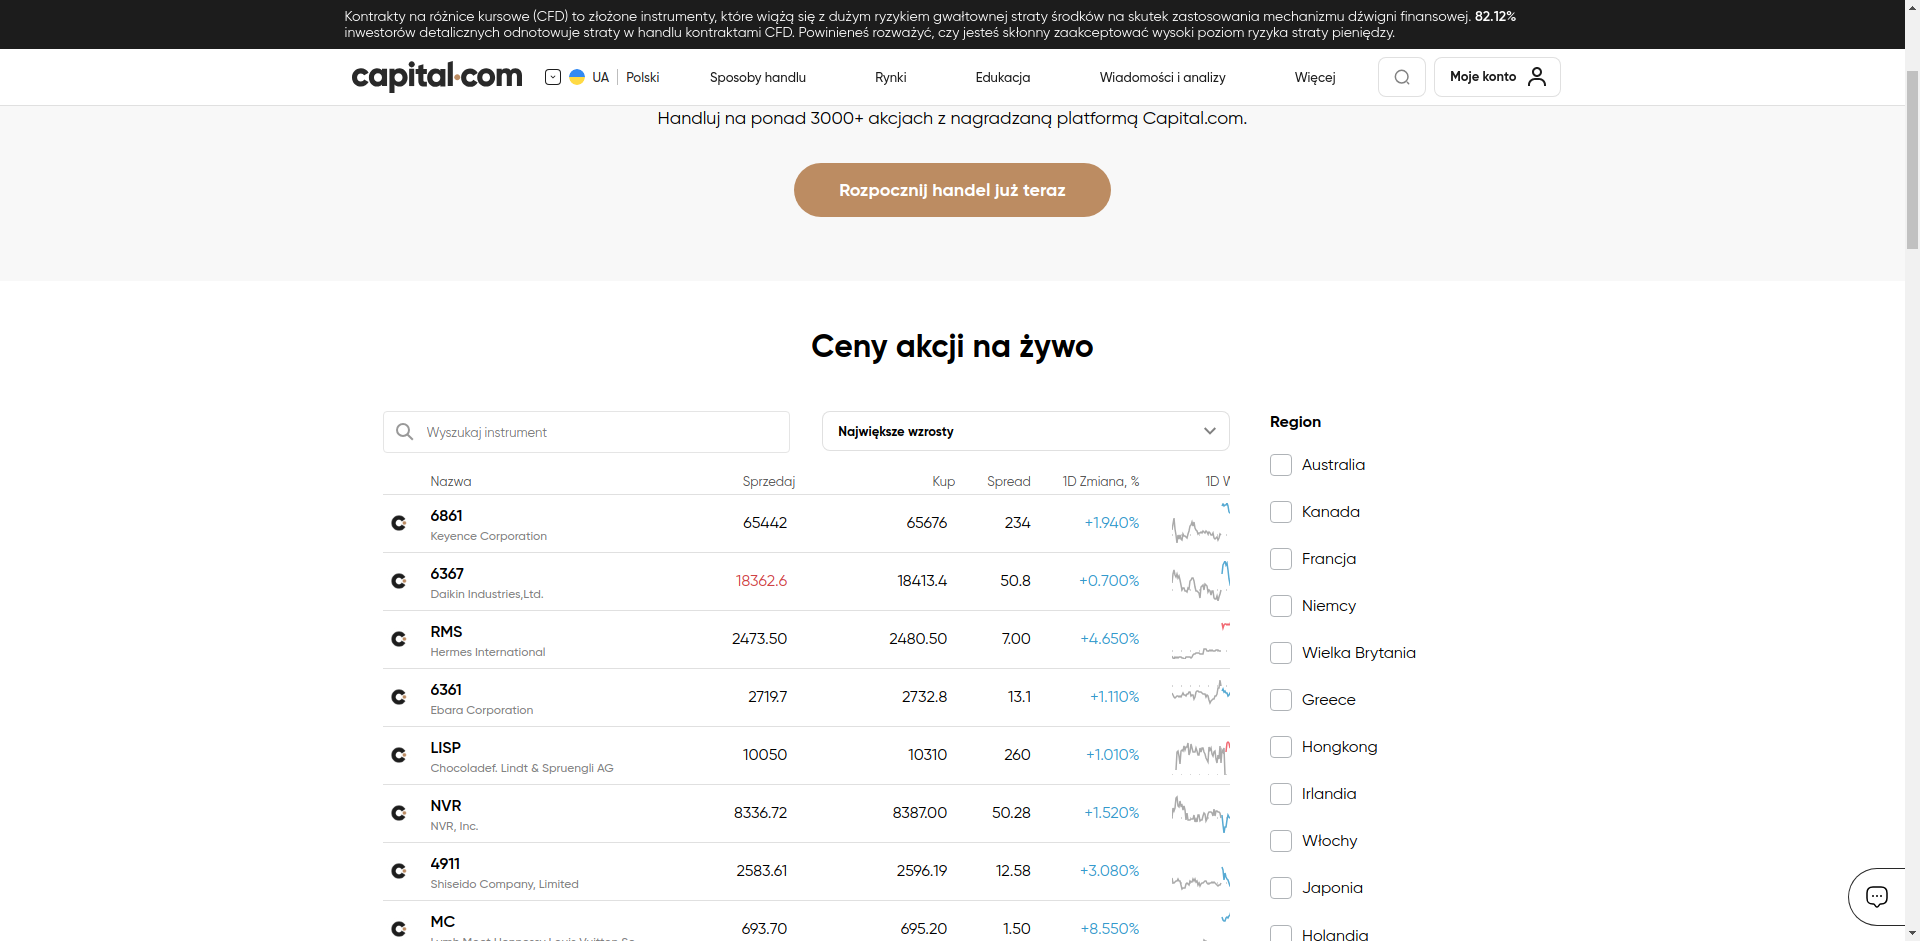 Kontrakty na różnice kursowe (CFD) to złożone instrumenty, które wiążą się z dużym ryzykiem gwałtownej straty środków na skutek zastosowania mechanizmu dźwigni finansowej. 82.12%
inwestorów detalicznych odnotowuje straty w handlu kontraktami CFD. Powinieneś rozważyć, czy jesteś skłonny zaakceptować wysoki poziom ryzyka straty pieniędzy.
capital.com UA Polski Sposoby handlu Rynki Edukacja Wiadomości i analizy Więcej Moje konto
Handluj na ponad 3000+ akcjach z nagradzaną platformą Capital.com.
Rozpocznij handel już teraz
Ceny akcji na żywo
Wyszukaj instrument
Największe wzrosty
Nazwa Sprzedaj Kup Spread 1D Zmiana, % 1D
6861 65442 65676 234 +1.940%
Keyence Corporation
6367 18362.6 18413.4 50.8 +0.700%
Daikin Industries,Ltd.
RMS 2473.50 2480.50 7.00 +4.650%
Hermes International
6361 2719.7 2732.8 13.1 +1.110%
Ebara Corporation
LISP 10050 10310 260 +1.010%
Chocoladef. Lindt & Spruengli AG
NVR 8336.72 8387.00 50.28 +1.520%
NVR, Inc.
4911 2583.61 2596.19 12.58 +3.080%
Shiseido Company, Limited
MC 693.70 695.20 1.50 +8.550%
Region
Australia
Kanada
Francja
Niemcy
Wielka Brytania
Greece
Hongkong
Irlandia
Włochy
Japonia
Holandia